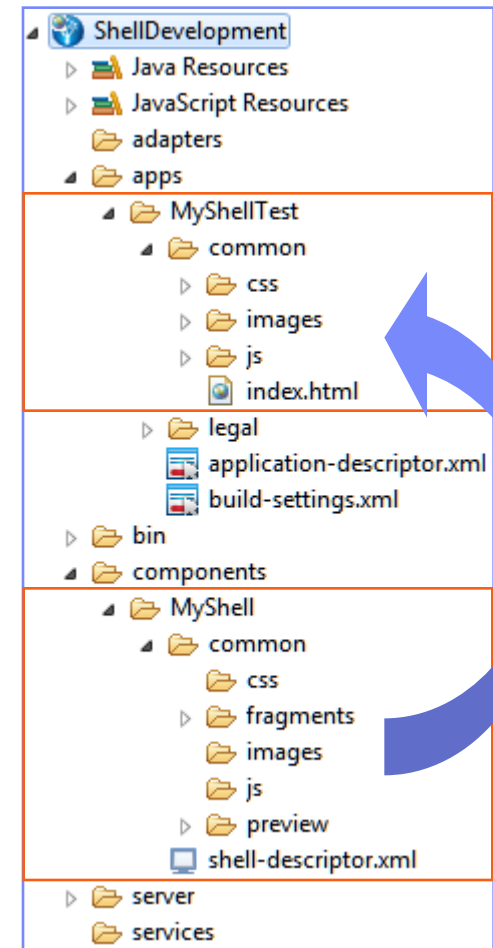 ShellDevelopment
Java Resources
JavaScript Resources
adapters
apps
MyShellTest
common
css
images
js
index.html
legal
application-descriptor.xml
build-settings.xml
bin
components
MyShell
common
css
fragments
images
js
preview
shell-descriptor.xml
server
services